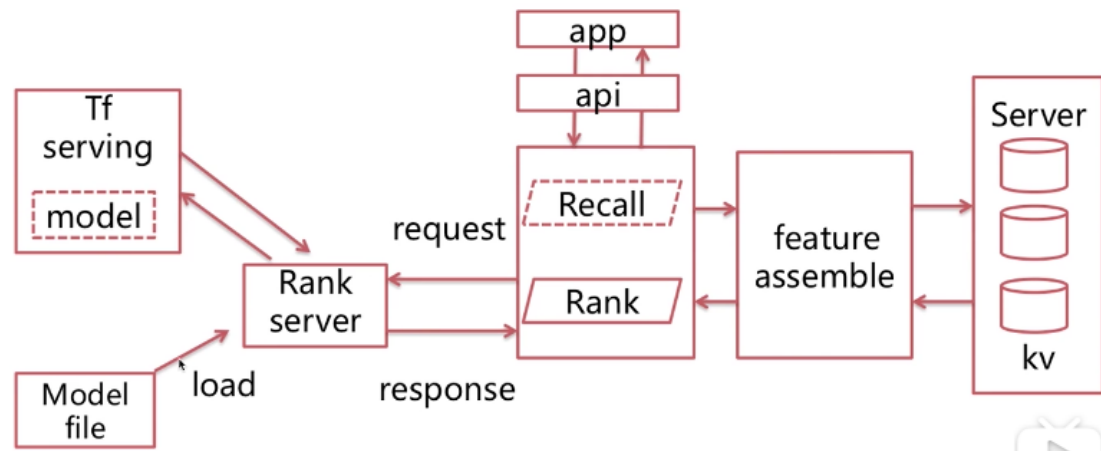 app
api
Tf
serving
model
Server
Recall
request
feature
assemble
Rank
server
Rank
load
response
kv
Model
file